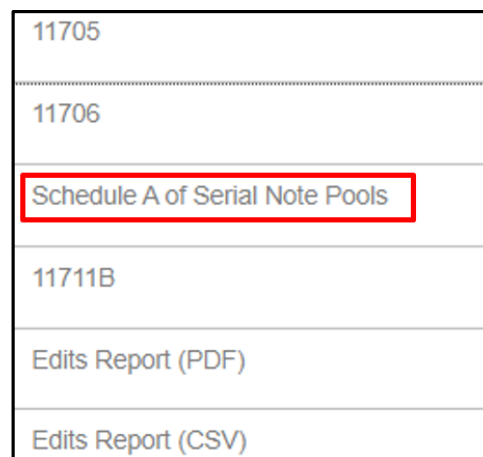 11705
11706
Schedule A of Serial Note Pools
11711B
Edits Report (PDF)
Edits Report (CSV)